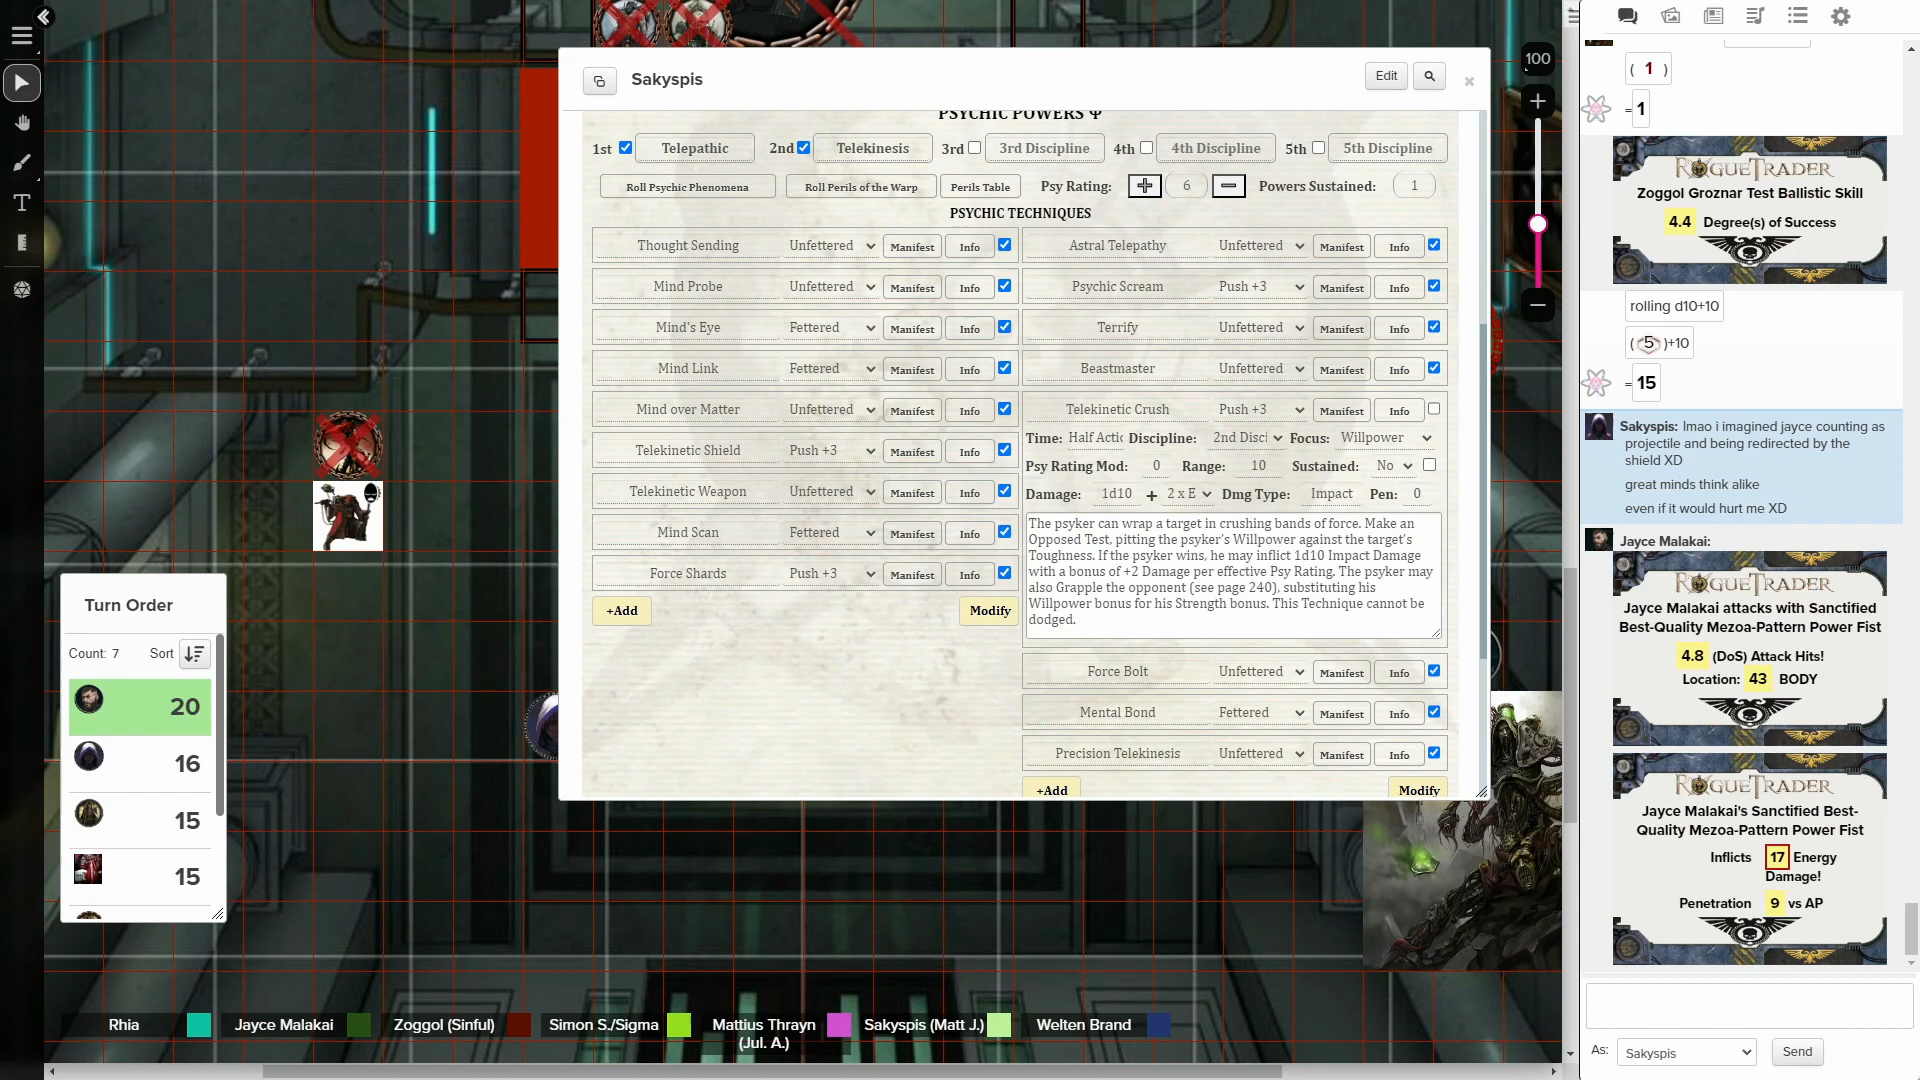 100
Sakyspis
Edit
PSYCHIC POWERS Ψ
1st Telepathic 2nd Telekinesis 3rd 3rd Discipline 4th 4th Discipline 5th 5th Discipline
Roll Psychic Phenomena Roll Perils of the Warp Perils Table Psy Rating: 6 Powers Sustained: 1
PSYCHIC TECHNIQUES
Thought Sending Unfettered Manifest Info
Mind Probe Unfettered Manifest Info
Mind's Eye Fettered Manifest Info
Mind Link Fettered Manifest Info
Mind over Matter Unfettered Manifest Info
Telekinetic Shield Push +3 Manifest Info
Telekinetic Weapon Unfettered Manifest Info
Mind Scan Fettered Manifest Info
Force Shards Push +3 Manifest Info
+Add Modify
Astral Telepathy Unfettered Manifest Info
Psychic Scream Push +3 Manifest Info
Terrify Unfettered Manifest Info
Beastmaster Unfettered Manifest Info
Telekinetic Crush Push +3 Manifest Info
Time: Half Actic Discipline: 2nd Disci Focus: Willpower
Psy Rating Mod: 0 Range: 10 Sustained: No
Damage: 1d10 + 2 x E Dmg Type: Impact Pen: 0
The psyker can wrap a target in crushing bands of force. Make an
Opposed Test, pitting the psyker's Willpower against the target's
Toughness. If the psyker wins, he may inflict 1d10 Impact Damage
with a bonus of +2 Damage per effective Psy Rating. The psyker may
also Grapple the opponent (see page 240), substituting his
Willpower bonus for his Strength bonus. This Technique cannot be
dodged.
Force Bolt Unfettered Manifest Info
Mental Bond Fettered Manifest Info
Precision Telekinesis Unfettered Manifest Info
+Add Modify
Turn Order
Count: 7 Sort
20
16
15
15
Rhia
Jayce Malakai
Zoggol (Sinful)
Simon S./Sigma
Mattius Thrayn
(Jul. A.)
Sakyspis (Matt J.)
Welten Brand
( 1 )
=1
ROGUE TRADER
Zoggol Groznar Test Ballistic Skill
4.4 Degree(s) of Success
rolling d10+10
( 5 )+10
=15
Sakyspis: lmao i imagined jayce counting as
projectile and being redirected by the
shield XD
great minds think alike
even if it would hurt me XD
Jayce Malakai:
ROGUE TRADER
Jayce Malakai attacks with Sanctified
Best-Quality Mezoa-Pattern Power Fist
4.8 (DoS) Attack Hits!
Location: 43 BODY
ROGUE TRADER
Jayce Malakai's Sanctified Best-
Quality Mezoa-Pattern Power Fist
Inflicts 17 Energy
Damage!
Penetration 9 vs AP
As: Sakyspis Send